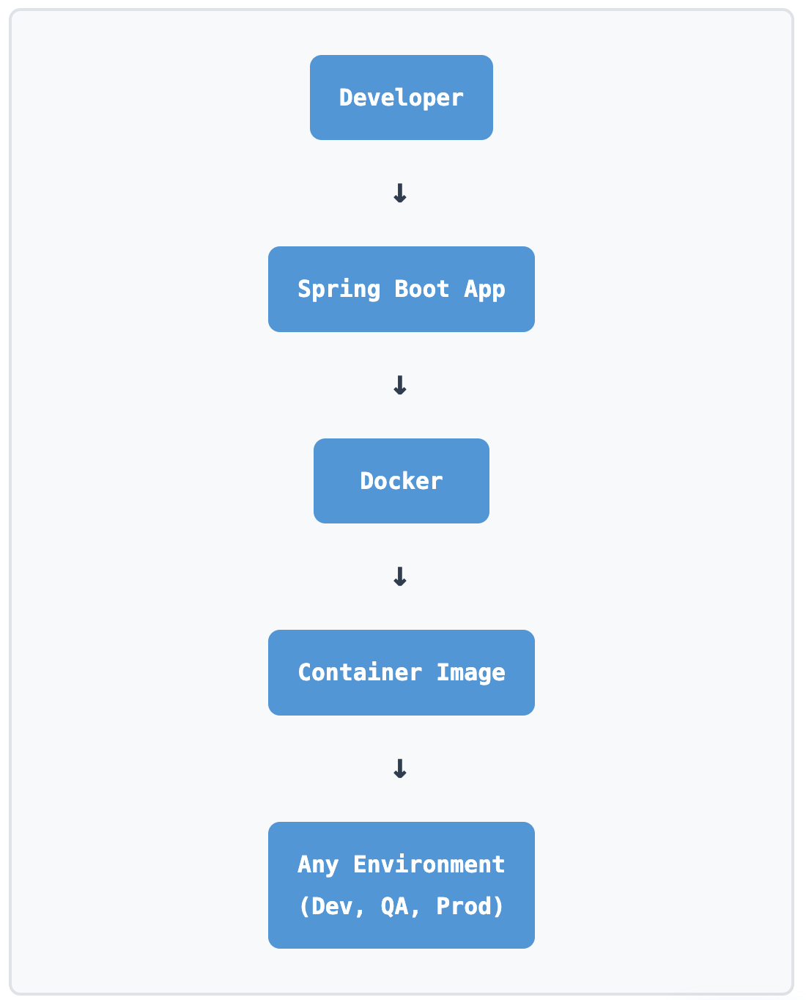 Developer
↓
Spring Boot App
↓
Docker
↓
Container Image
↓
Any Environment
(Dev, QA, Prod)